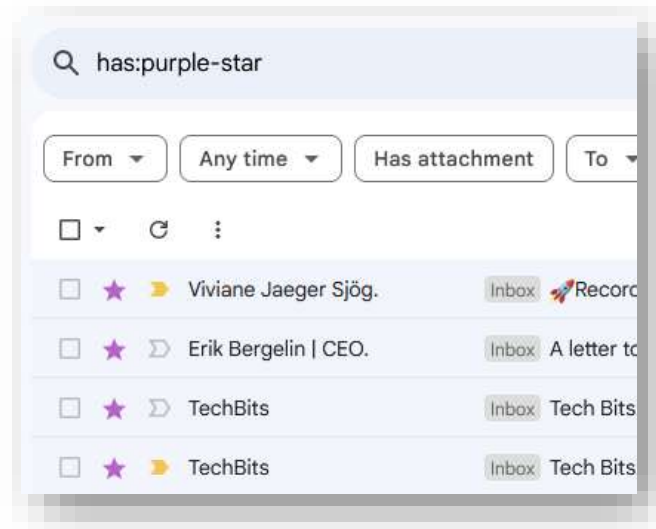 has:purple-star
From Any time Has attachment To
Viviane Jaeger Sjög. Inbox 🚀Record
Erik Bergelin | CEO. Inbox A letter to
TechBits Inbox Tech Bits
TechBits Inbox Tech Bits